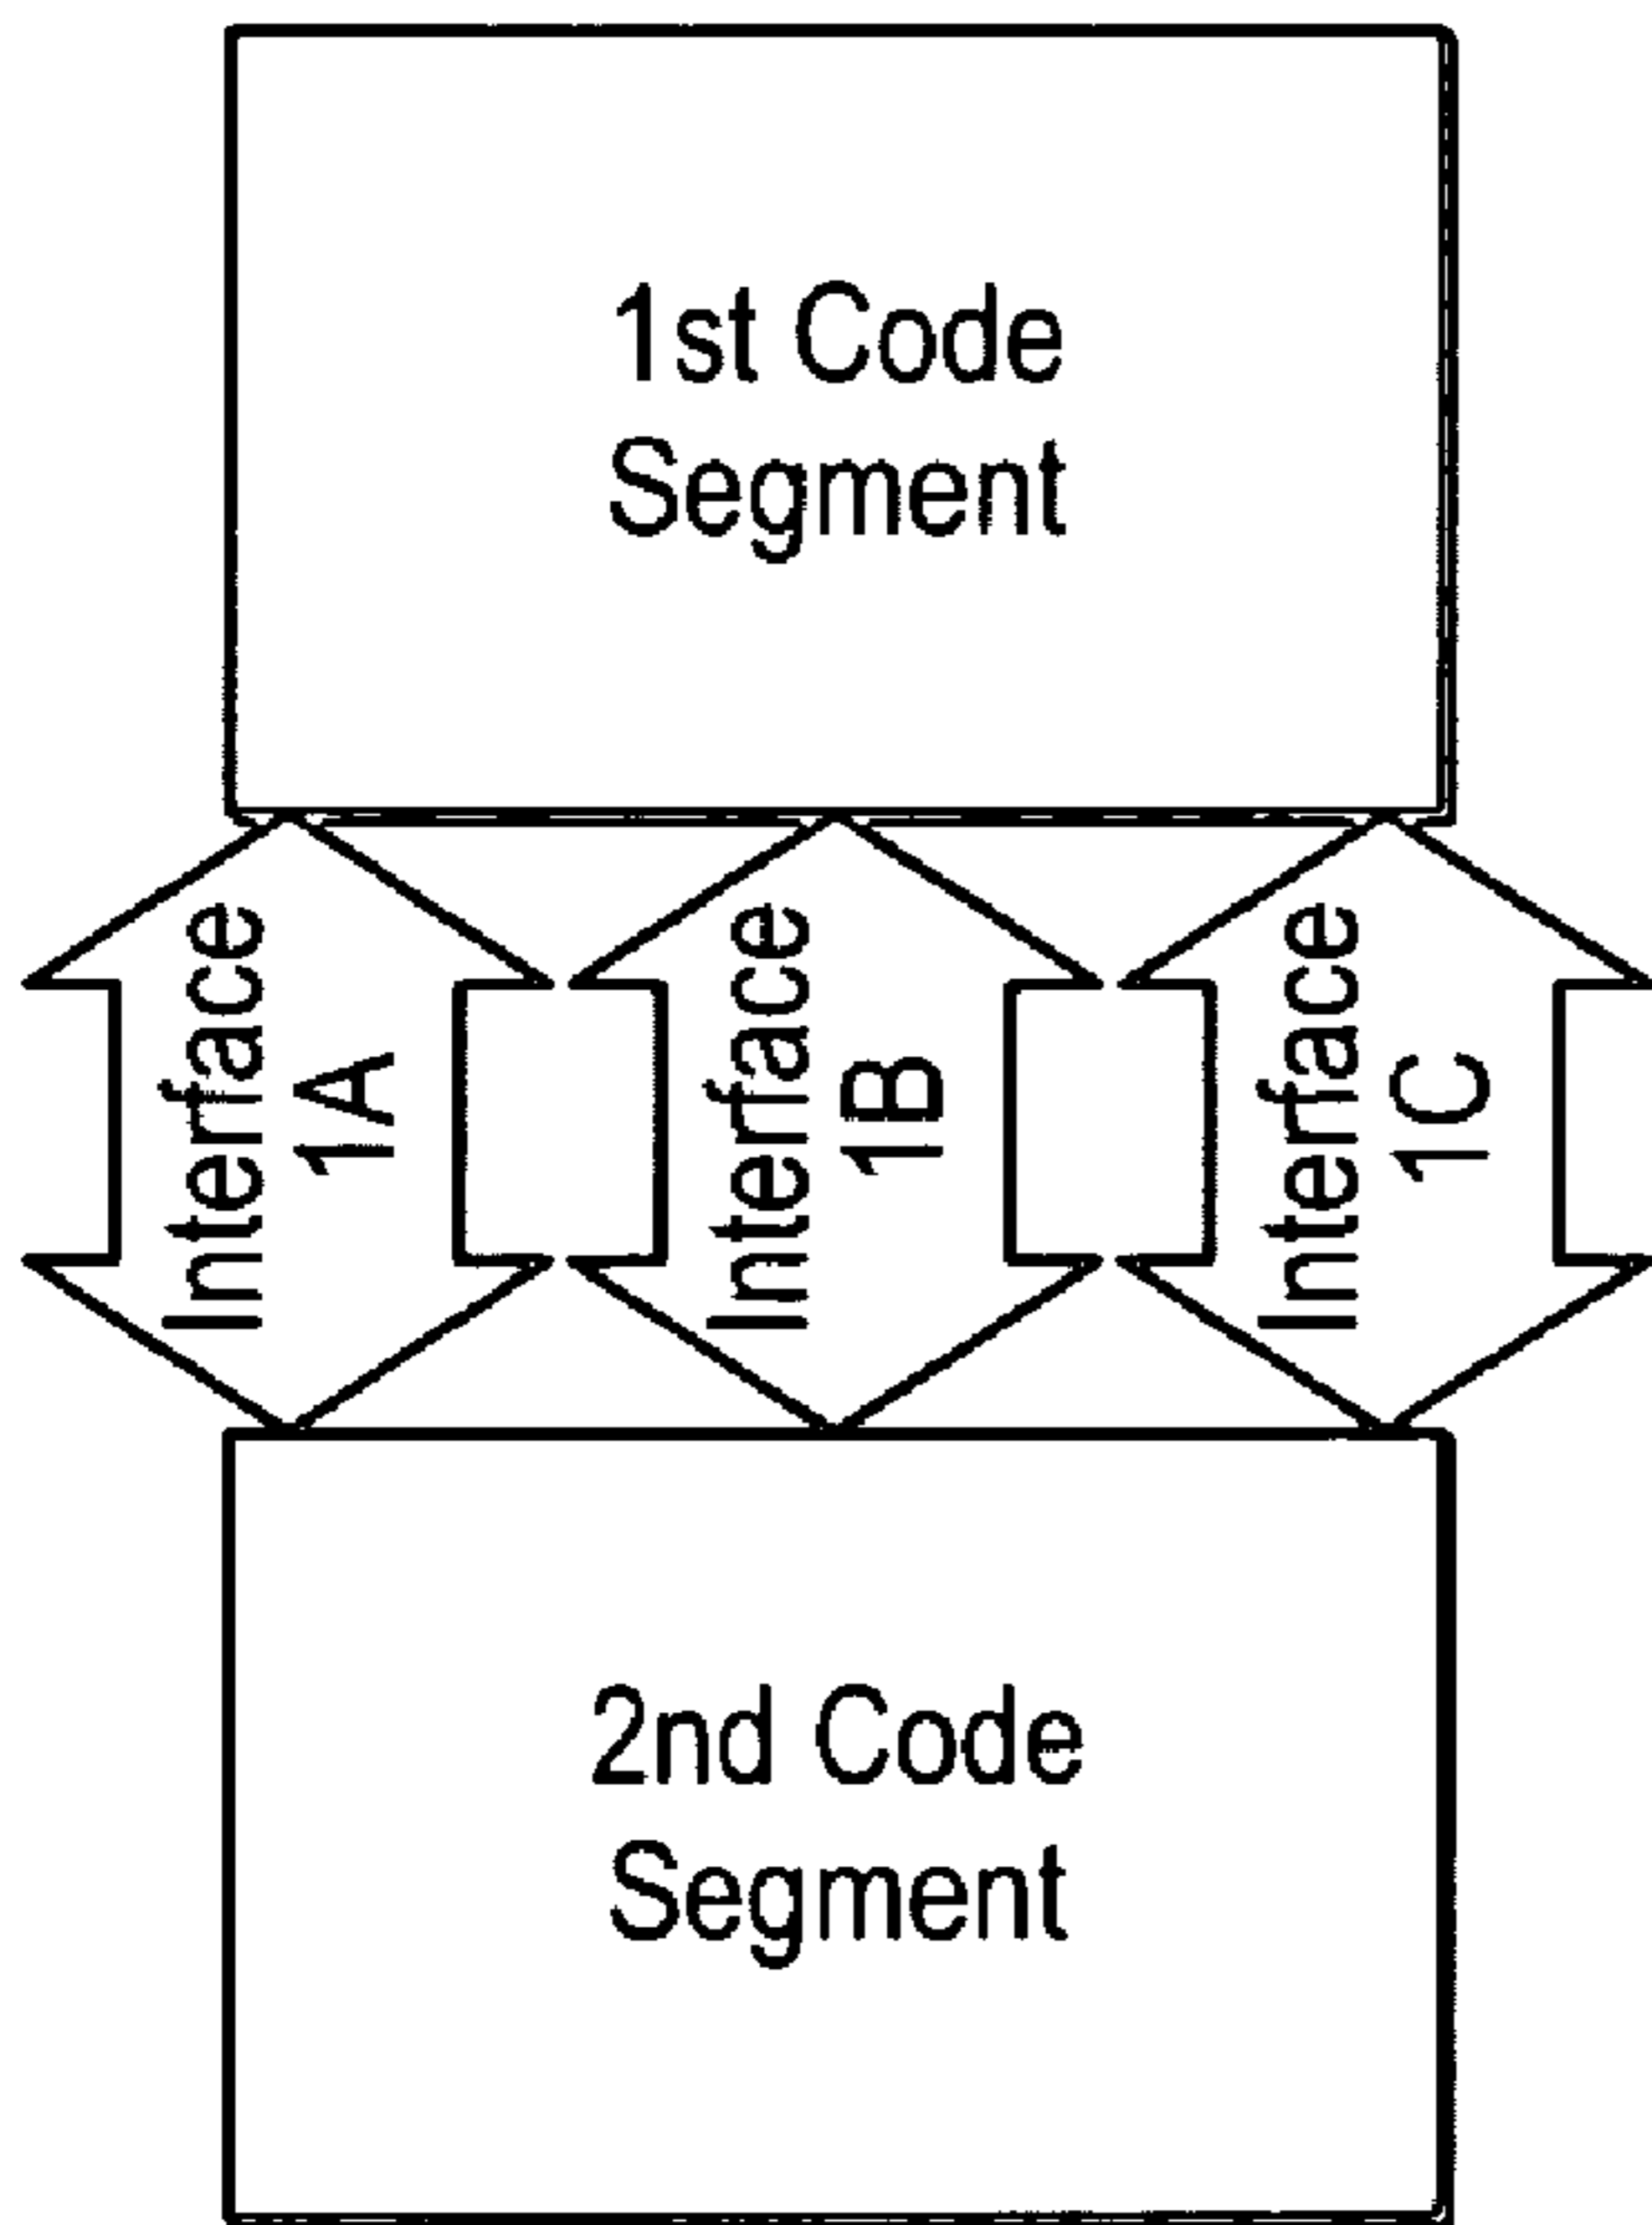 1st Code
Segment
Interface
1A
Interface
1B
Interface
1C
2nd Code
Segment